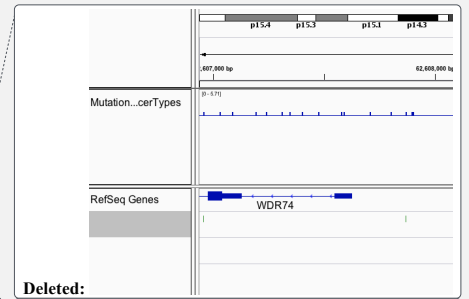 p15.4 p15.3 p15.1 p14.3
,607,000 bp 62,608,000 bp
[0 - 5.71]
Mutation...cerTypes
RefSeq Genes
WDR74
Deleted: